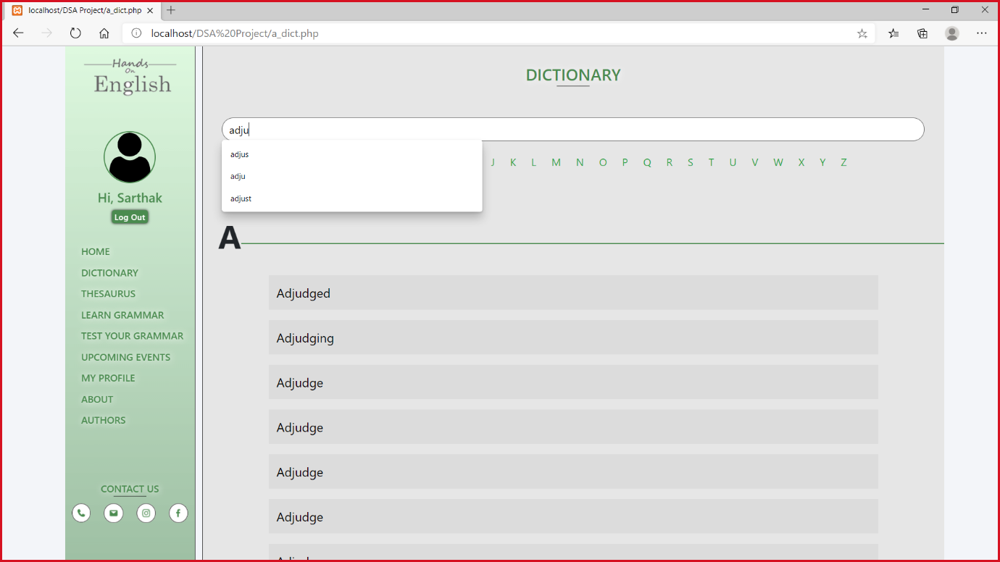 localhost/DSA Project/a_dict.php
localhost/DSA%20Project/a_dict.php
Hands
On
English
Hi, Sarthak
Log Out
HOME
DICTIONARY
THESAURUS
LEARN GRAMMAR
TEST YOUR GRAMMAR
UPCOMING EVENTS
MY PROFILE
ABOUT
AUTHORS
CONTACT US
DICTIONARY
adju
adjus
adju
adjust
J K L M N O P Q R S T U V W X Y Z
A
Adjudged
Adjudging
Adjudge
Adjudge
Adjudge
Adjudge